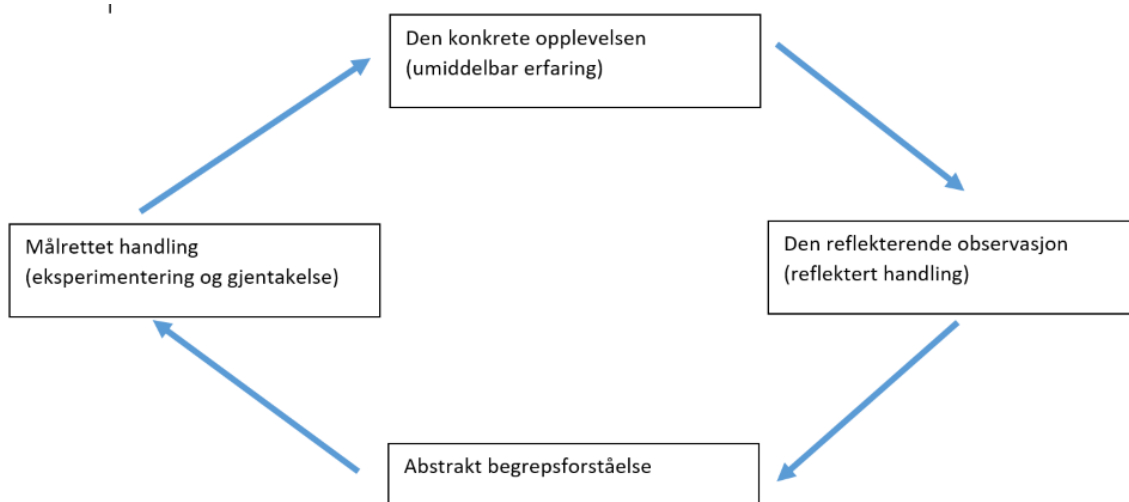 Den konkrete opplevelsen
(umiddelbar erfaring)
Målrettet handling
(eksperimentering og gjentakelse)
Den reflekterende observasjon
(reflektert handling)
Abstrakt begrepsforståelse